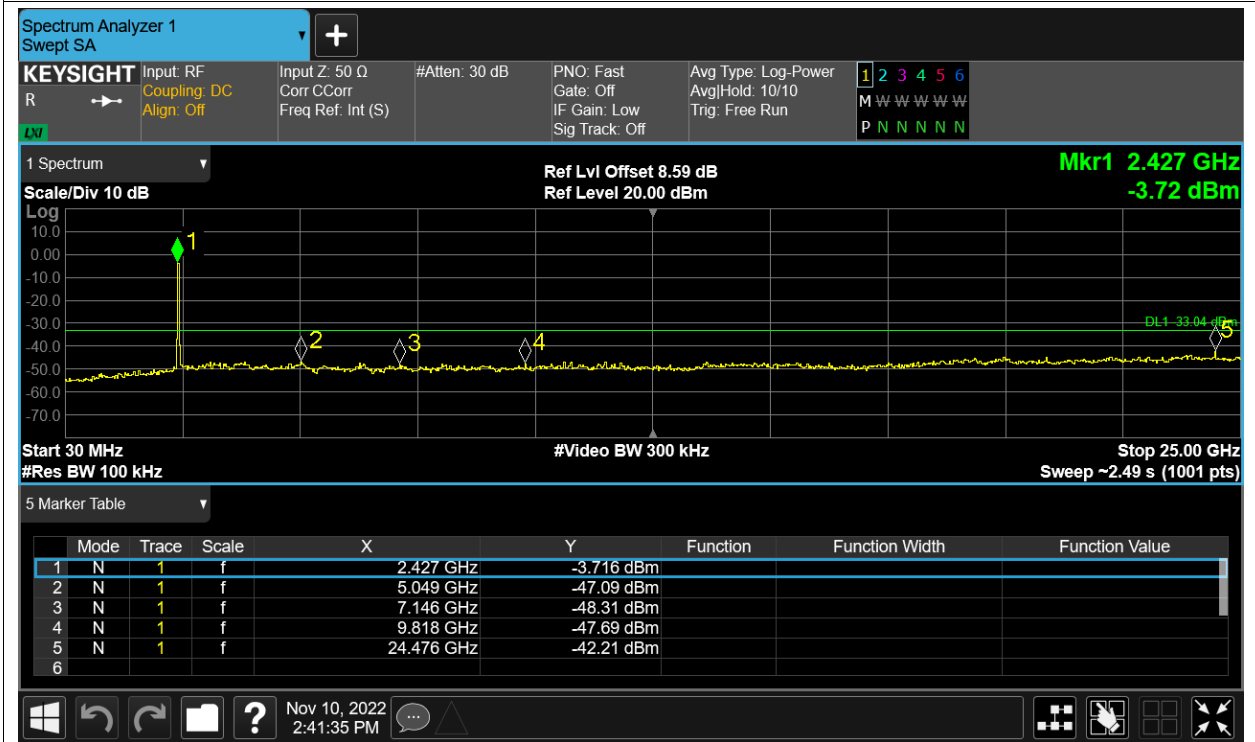 Spectrum Analyzer 1
Swept SA
+
KEYSIGHT
R
LXI
Input: RF
Coupling: DC
Align: Off
Input Z: 50 Ω
Corr CCorr
Freq Ref: Int (S)
#Atten: 30 dB
PNO: Fast
Gate: Off
IF Gain: Low
Sig Track: Off
Avg Type: Log-Power
Avg|Hold: 10/10
Trig: Free Run
1 2 3 4 5 6
M W W W W W
P N N N N N
1 Spectrum
Scale/Div 10 dB
Ref Lvl Offset 8.59 dB
Ref Level 20.00 dBm
Mkr1 2.427 GHz
-3.72 dBm
Log
10.0
0.00
-10.0
-20.0
-30.0
-40.0
-50.0
-60.0
-70.0
1
2
3
4
5
DL1 -33.04 dBm
Start 30 MHz
#Res BW 100 kHz
#Video BW 300 kHz
Stop 25.00 GHz
Sweep ~2.49 s (1001 pts)
5 Marker Table
Mode Trace Scale X Y Function Function Width Function Value
1 N 1 f 2.427 GHz -3.716 dBm
2 N 1 f 5.049 GHz -47.09 dBm
3 N 1 f 7.146 GHz -48.31 dBm
4 N 1 f 9.818 GHz -47.69 dBm
5 N 1 f 24.476 GHz -42.21 dBm
6
?
Nov 10, 2022
2:41:35 PM